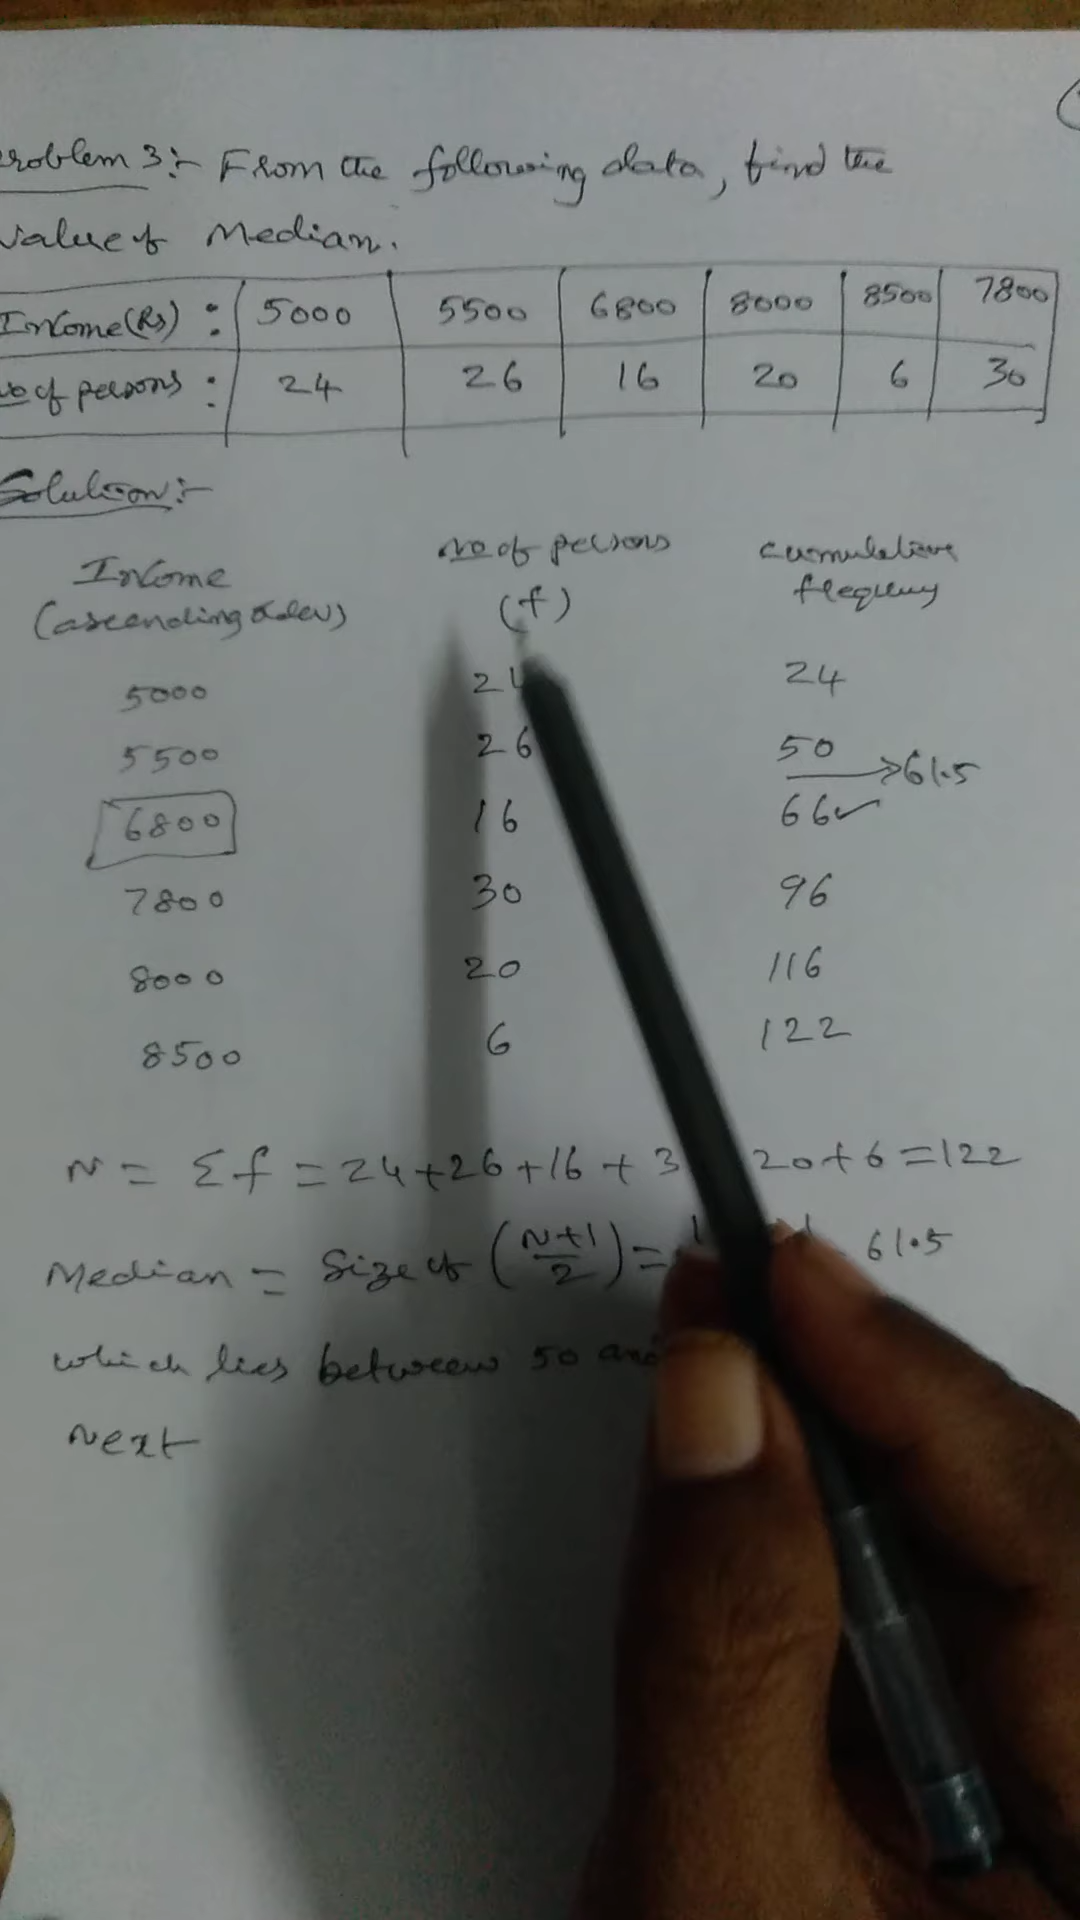 Problem 3:- From the following data, find the
value of Median.
Income (Rs) : 5000 5500 6800 8000 8500 7800
No of persons : 24 26 16 20 6 30
Solution:-
Income (ascending order) No of persons (f) cumulative frequency
5000 24 24
5500 26 50
→61.5
6800 16 66✓
7800 30 96
8000 20 116
8500 6 122
N = Σf = 24+26+16+3 20+6=122
Median = Size of (N+1/2) = 61.5
which lies between 50
Next